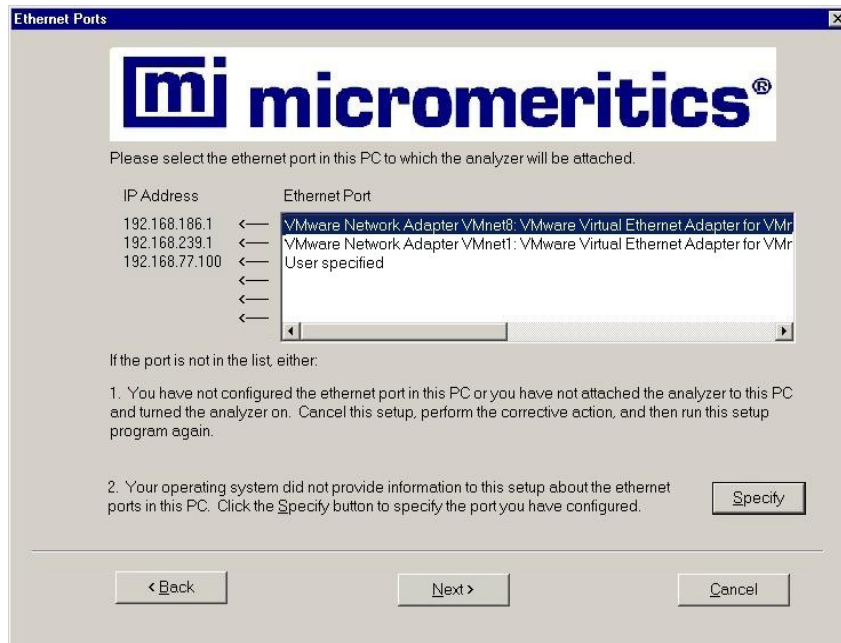 Ethernet Ports
mi micromeritics®
Please select the ethernet port in this PC to which the analyzer will be attached.
IP Address Ethernet Port
192.168.186.1 <— VMware Network Adapter VMnet8: VMware Virtual Ethernet Adapter for
192.168.239.1 <— VMware Network Adapter VMnet1: VMware Virtual Ethernet Adapter for
192.168.77.100 <— User specified
<—
<—
<—
If the port is not in the list, either:
1. You have not configured the ethernet port in this PC or you have not attached the analyzer to this PC
and turned the analyzer on. Cancel this setup, perform the corrective action, and then run this setup
program again.
2. Your operating system did not provide information to this setup about the ethernet
ports in this PC. Click the Specify button to specify the port you have configured.
Specify
< Back Next > Cancel